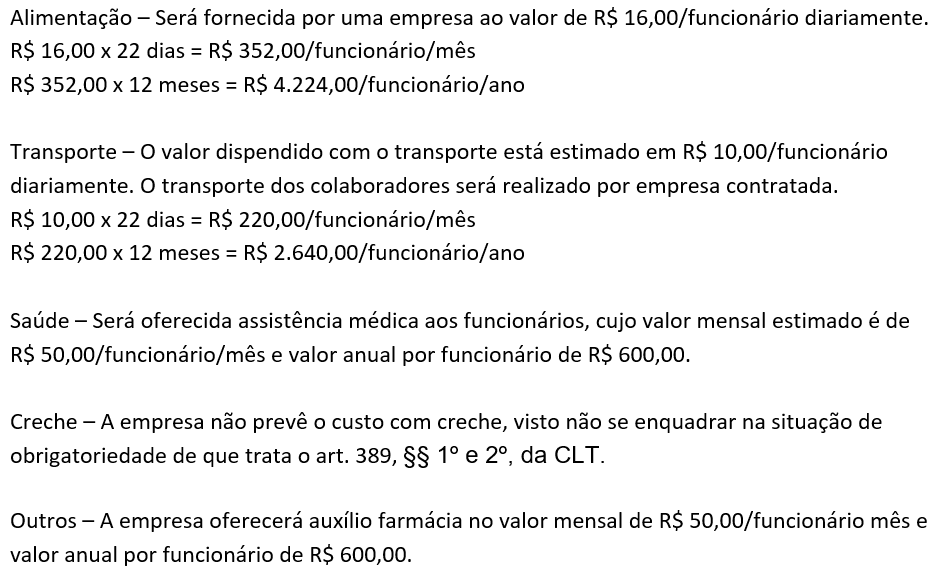 Alimentação – Será fornecida por uma empresa ao valor de R$ 16,00/funcionário diariamente.
R$ 16,00 x 22 dias = R$ 352,00/funcionário/mês
R$ 352,00 x 12 meses = R$ 4.224,00/funcionário/ano
Transporte – O valor dispendido com o transporte está estimado em R$ 10,00/funcionário
diariamente. O transporte dos colaboradores será realizado por empresa contratada.
R$ 10,00 x 22 dias = R$ 220,00/funcionário/mês
R$ 220,00 x 12 meses = R$ 2.640,00/funcionário/ano
Saúde – Será oferecida assistência médica aos funcionários, cujo valor mensal estimado é de
R$ 50,00/funcionário/mês e valor anual por funcionário de R$ 600,00.
Creche – A empresa não prevê o custo com creche, visto não se enquadrar na situação de
obrigatoriedade de que trata o art. 389, §§ 1º e 2º, da CLT.
Outros – A empresa oferecerá auxílio farmácia no valor mensal de R$ 50,00/funcionário mês e
valor anual por funcionário de R$ 600,00.